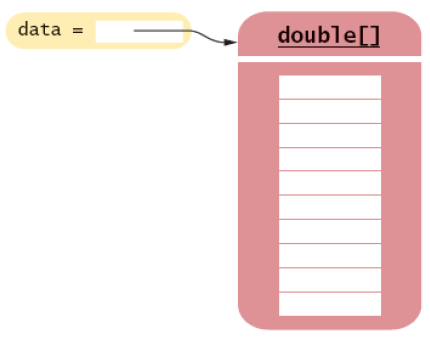 data =
double[]